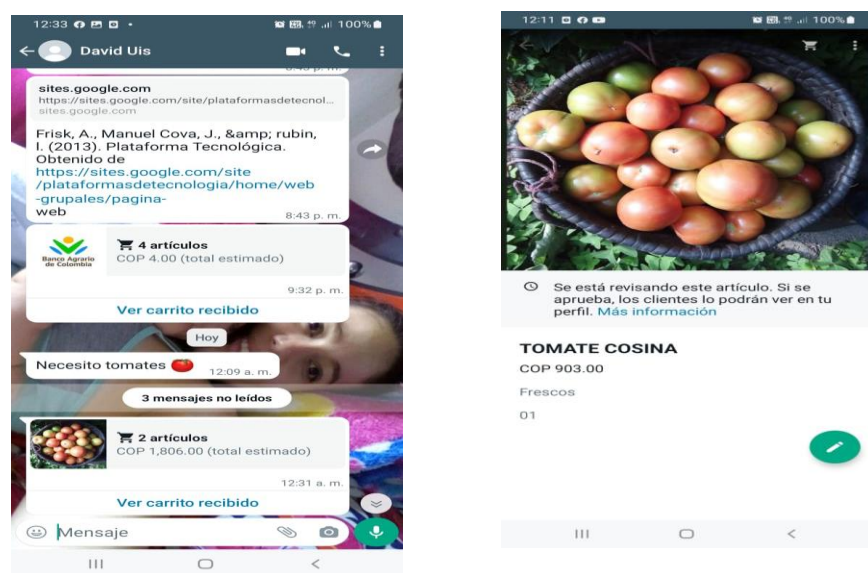 12:33
100%
David Uis
sites.google.com
https://sites.google.com/site/plataformasdetecnol...
sites.google.com
Frisk, A., Manuel Cova, J., &amp; rubin,
I. (2013). Plataforma Tecnológica.
Obtenido de
https://sites.google.com/site
/plataformasdetecnologia/home/web
-grupales/pagina-
web
8:43 p. m.
Banco Agrario
de Colombia
4 artículos
COP 4.00 (total estimado)
9:32 p. m.
Ver carrito recibido
Hoy
Necesito tomates
12:09 a. m.
3 mensajes no leídos
2 artículos
COP 1,806.00 (total estimado)
12:31 a. m.
Ver carrito recibido
Mensaje
12:11
100%
Se está revisando este artículo. Si se
aprueba, los clientes lo podrán ver en tu
perfil. Más información
TOMATE COSINA
COP 903.00
Frescos
01